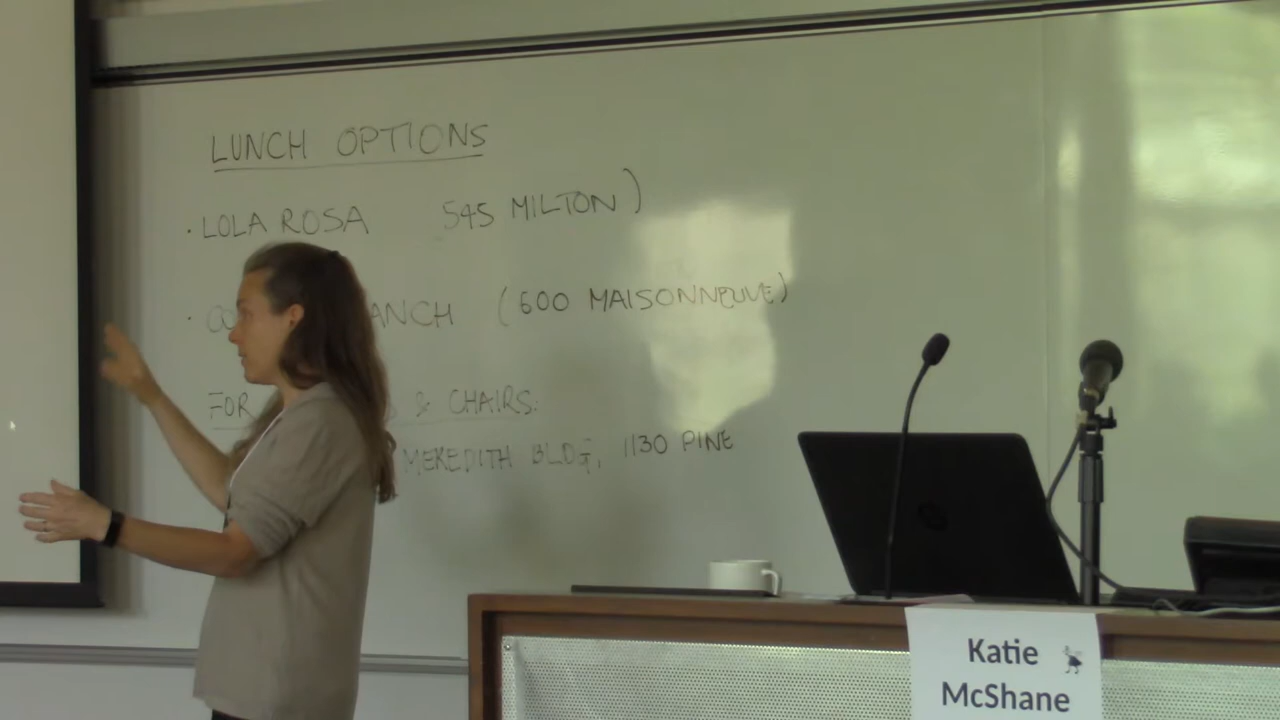 LUNCH OPTIONS
· LOLA ROSA 545 MILTON)
· ANCH (600 MAISONNEUVE)
FOR & CHAIRS:
MEREDITH BLDG, 1130 PINE
Katie
McShane